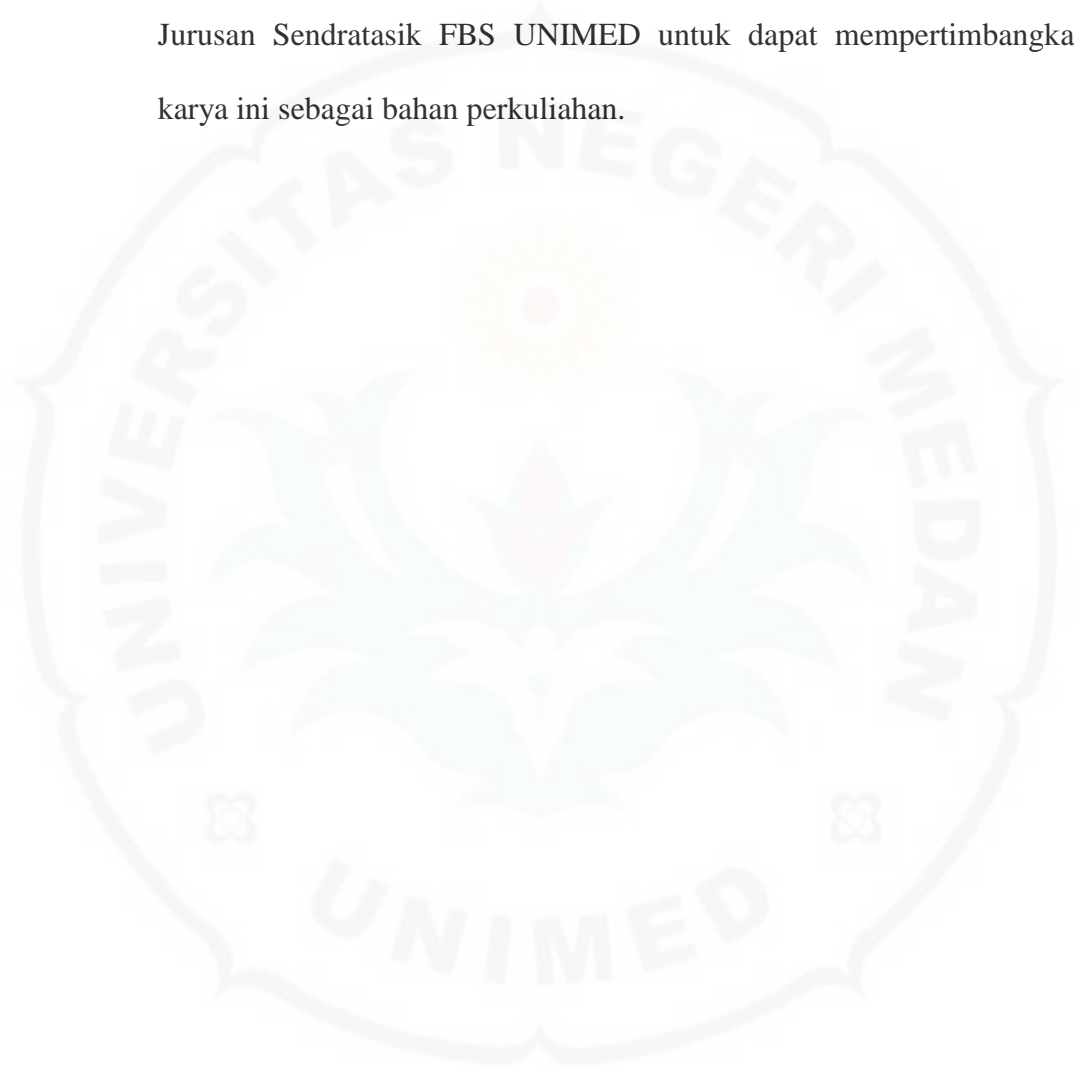 Jurusan Sendratasik FBS UNIMED untuk dapat mempertimbangka
karya ini sebagai bahan perkuliahan.
UNIVERSITAS NEGERI MEDAN
UNIMED